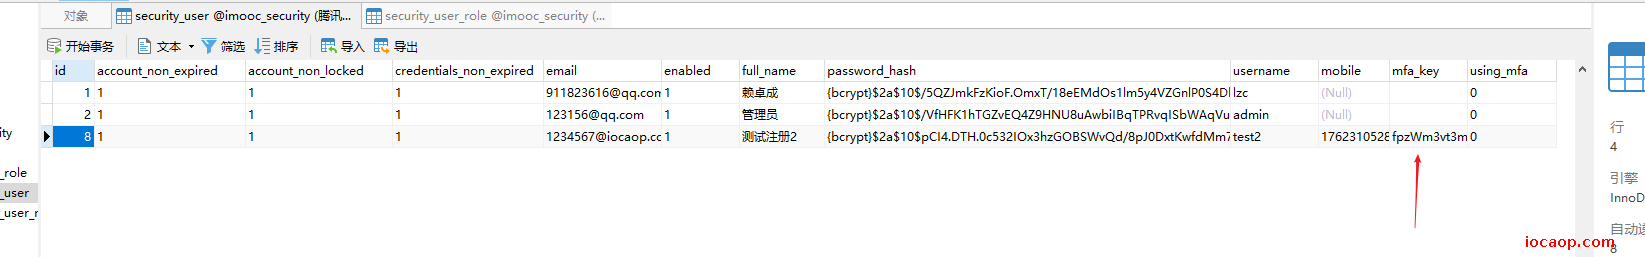 对象 security_user @imooc_security (腾讯... security_user_role @imooc_security (...
开始事务 文本 筛选 排序 导入 导出
id account_non_expired account_non_locked credentials_non_expired email enabled full_name password_hash username mobile mfa_key using_mfa
1 1 1 1 911823616@qq.com 1 赖卓成 {bcrypt}$2a$10$/5QZJmkFzKioF.OmxT/18eEMdOs1lm5y4VZGnlP0S4Dl lzc (Null) 0
2 1 1 1 123156@qq.com 1 管理员 {bcrypt}$2a$10$/VfHFK1hTGZvEQ4Z9HNU8uAwbiIBqTPRvqISbWAqVu admin (Null) 0
8 1 1 1 1234567@iocaop.cc 1 测试注册2 {bcrypt}$2a$10$pCI4.DTH.0c532IOx3hzGOBSWvQd/8pJ0DxtKwfdMm7 test2 1762310528 fpzWm3vt3m 0
ity
_role
_user
_user_r
行
4
引擎
InnoD
自动递
8
iocaop.com